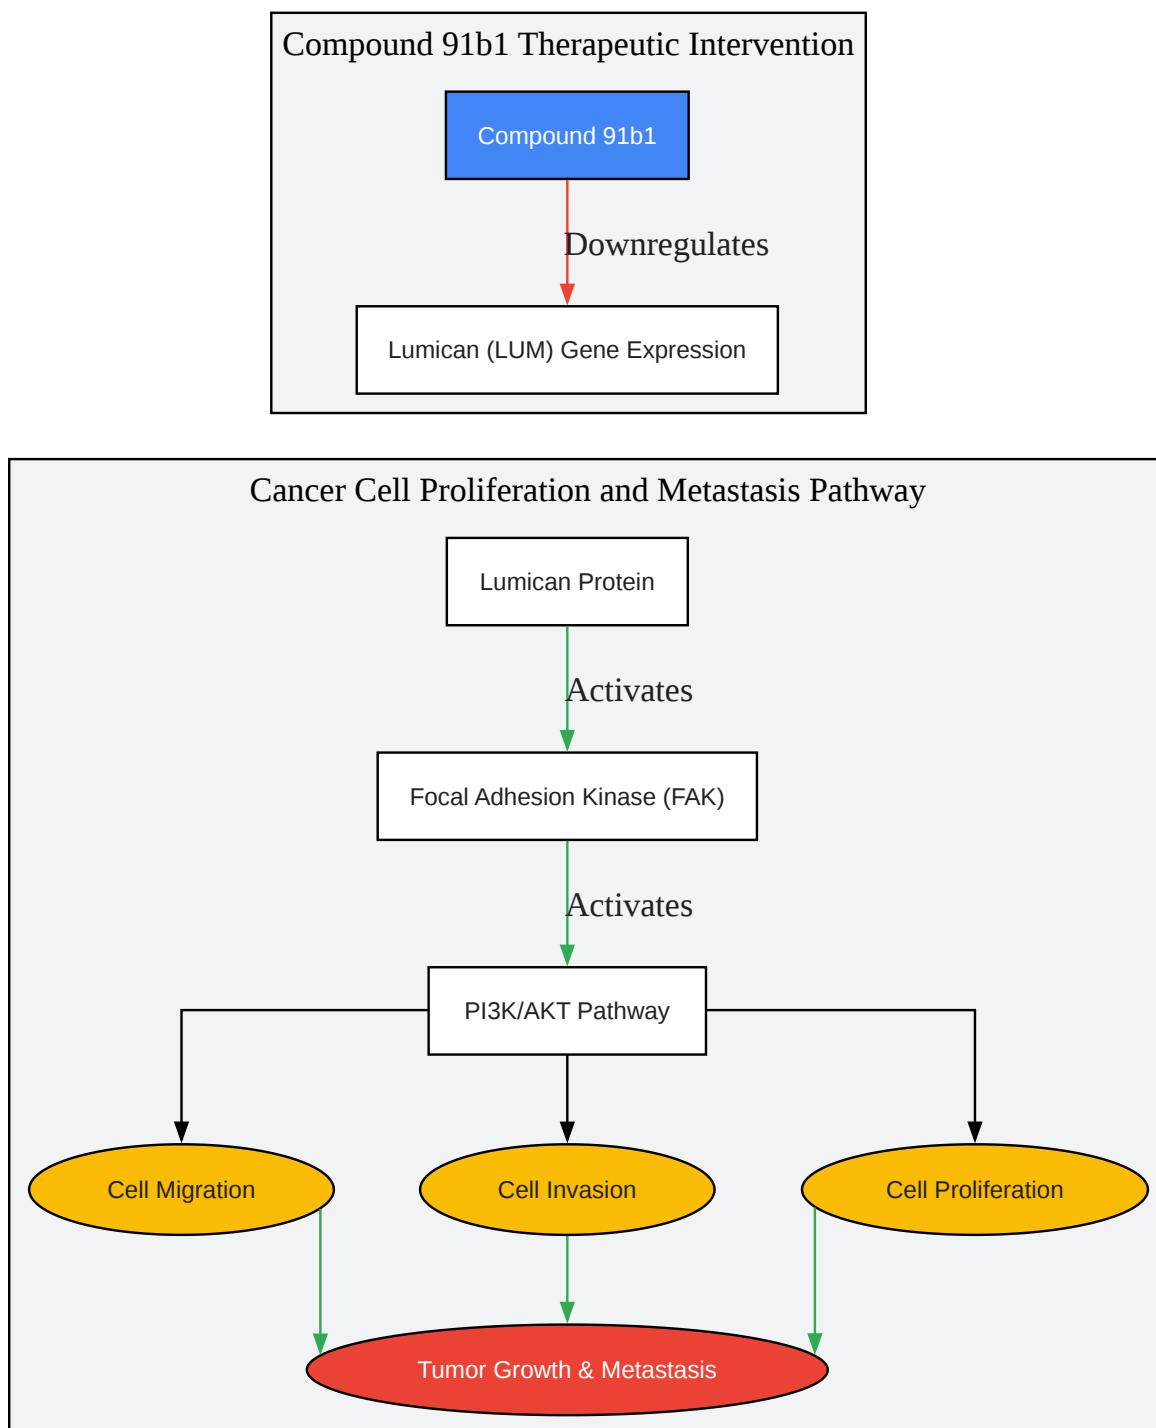 Compound 91b1 Therapeutic Intervention
Compound 91b1
Downregulates
Lumican (LUM) Gene Expression
Cancer Cell Proliferation and Metastasis Pathway
Lumican Protein
Activates
Focal Adhesion Kinase (FAK)
Activates
PI3K/AKT Pathway
Cell Migration
Cell Invasion
Cell Proliferation
Tumor Growth & Metastasis